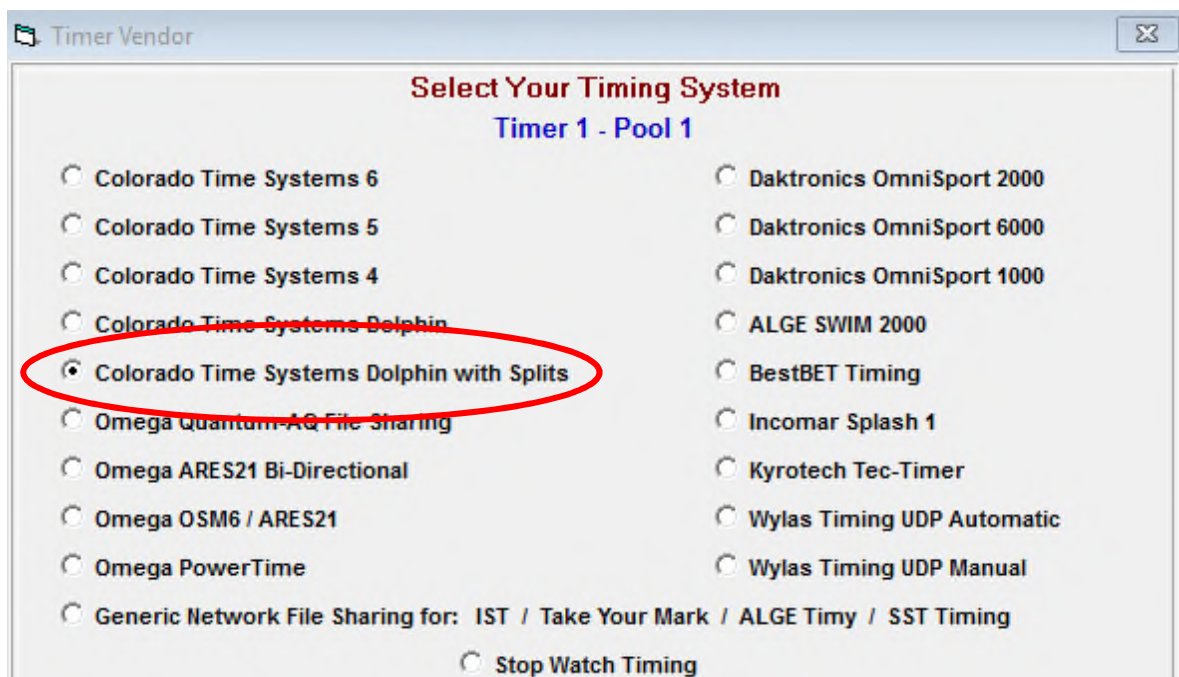 Timer Vendor
Select Your Timing System
Timer 1 - Pool 1
Colorado Time Systems 6
Daktronics OmniSport 2000
Colorado Time Systems 5
Daktronics OmniSport 6000
Colorado Time Systems 4
Daktronics OmniSport 1000
Colorado Time Systems Dolphin
ALGE SWIM 2000
Colorado Time Systems Dolphin with Splits
BestBET Timing
Omega Quantum-AQ File Sharing
Incomar Splash 1
Omega ARES21 Bi-Directional
Kyrotech Tec-Timer
Omega OSM6 / ARES21
Wylas Timing UDP Automatic
Omega PowerTime
Wylas Timing UDP Manual
Generic Network File Sharing for: IST / Take Your Mark / ALGE Timy / SST Timing
Stop Watch Timing